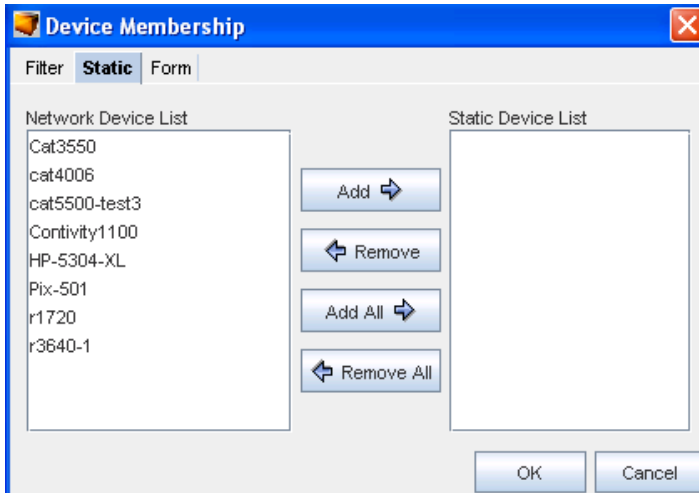 Device Membership
Filter Static Form
Network Device List
Static Device List
Cat3550
cat4006
cat5500-test3
Contivity1100
HP-5304-XL
Pix-501
r1720
r3640-1
Add
Remove
Add All
Remove All
OK
Cancel